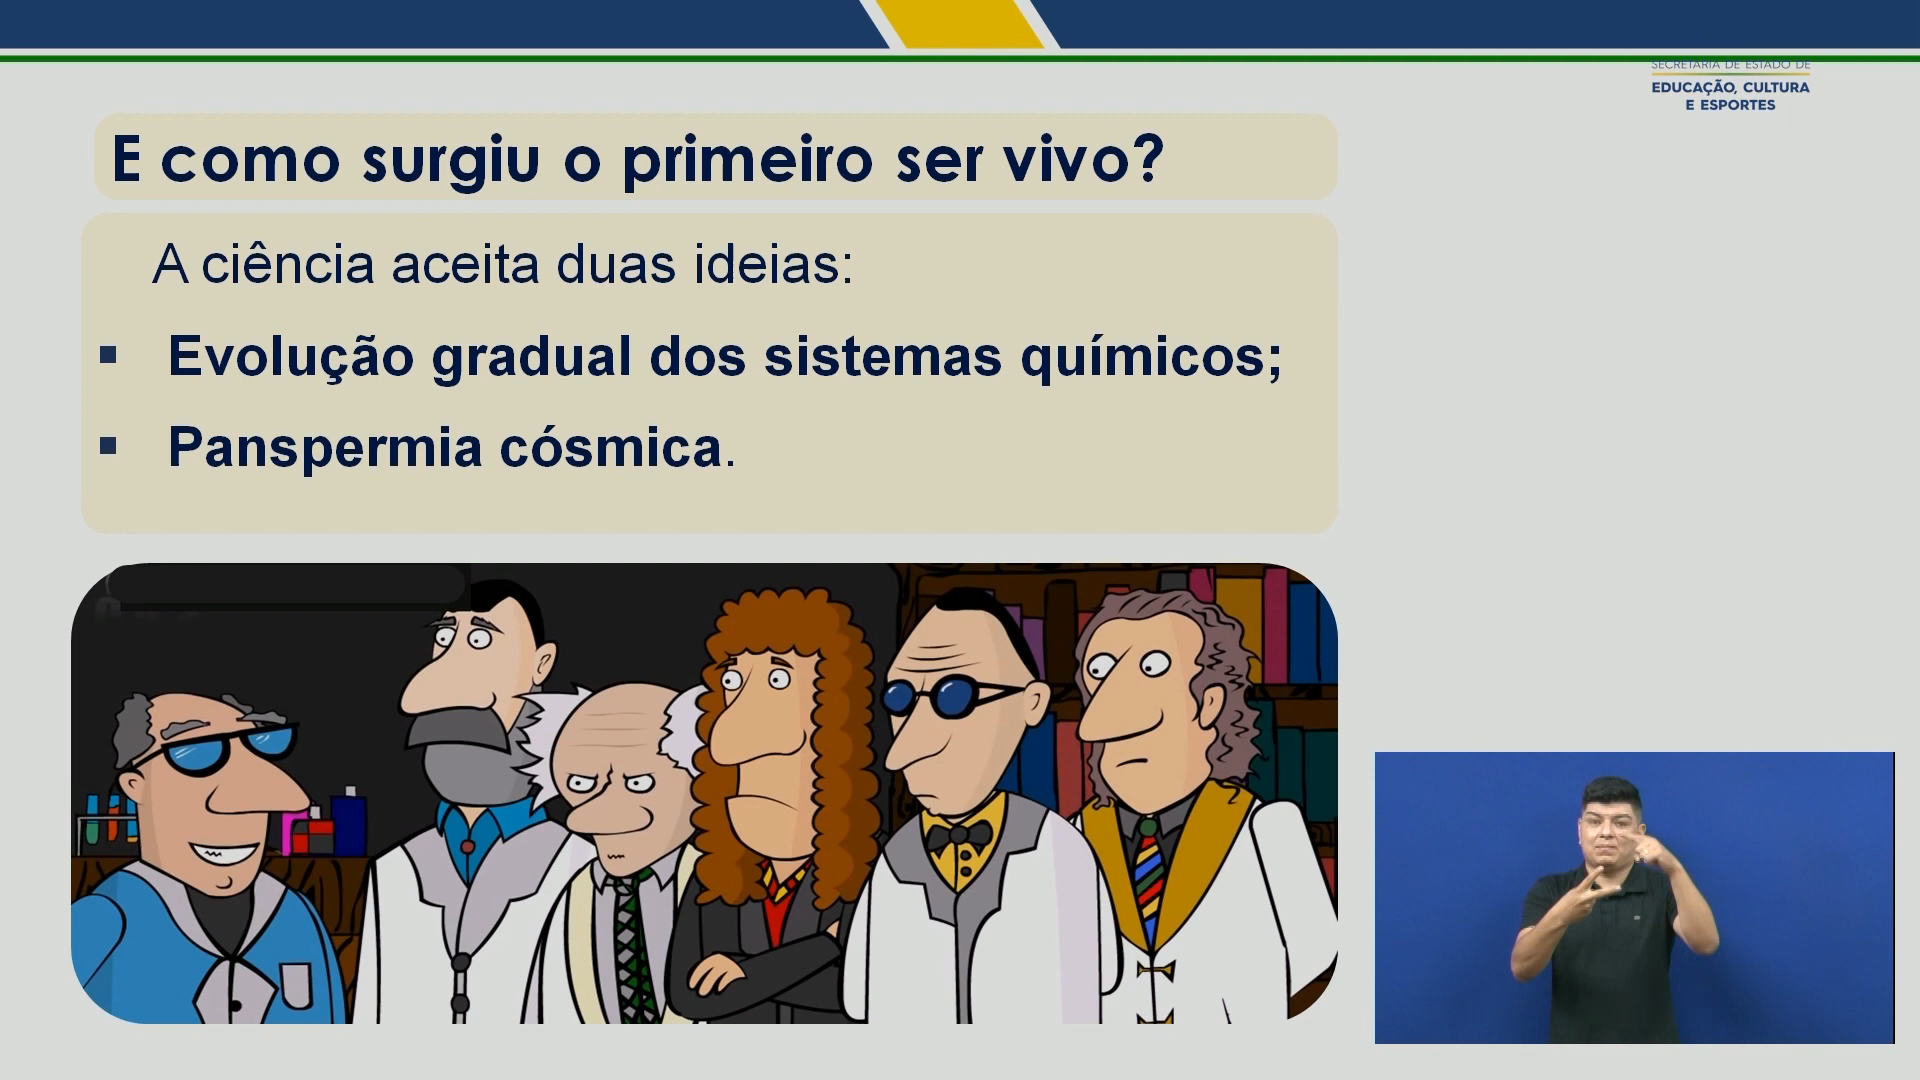 SECRETARIA DE ESTADO DE
EDUCAÇÃO, CULTURA
E ESPORTES
E como surgiu o primeiro ser vivo?
A ciência aceita duas ideias:
▪ Evolução gradual dos sistemas químicos;
▪ Panspermia cósmica.